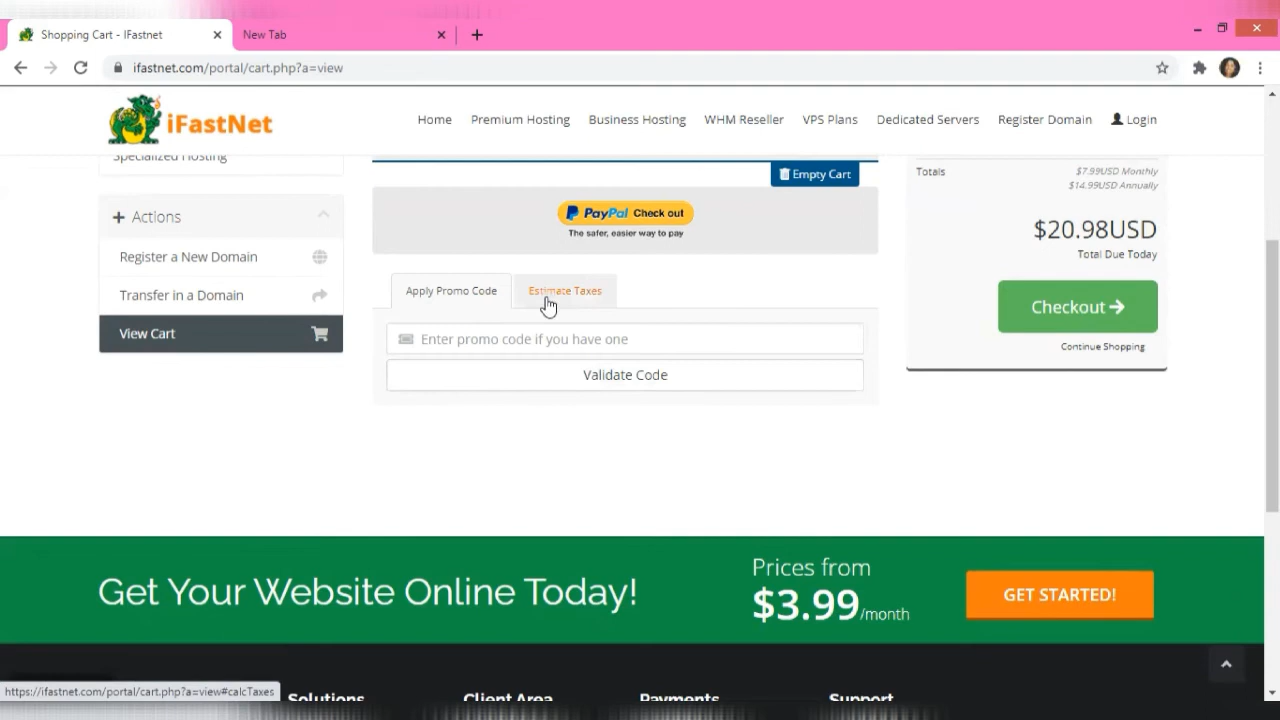 Shopping Cart - IFastnet
New Tab
ifastnet.com/portal/cart.php?a=view
iFastNet
Home
Premium Hosting
Business Hosting
WHM Reseller
VPS Plans
Dedicated Servers
Register Domain
Login
Specialized Hosting
Actions
Register a New Domain
Transfer in a Domain
View Cart
Empty Cart
PayPal Check out
The safer, easier way to pay
Apply Promo Code
Estimate Taxes
Enter promo code if you have one
Validate Code
Totals
$7.99USD Monthly
$14.99USD Annually
$20.98USD
Total Due Today
Checkout
Continue Shopping
Get Your Website Online Today!
Prices from
$3.99/month
GET STARTED!
https://ifastnet.com/portal/cart.php?a=view#calcTaxes
Solutions
Client Area
Payments
Support